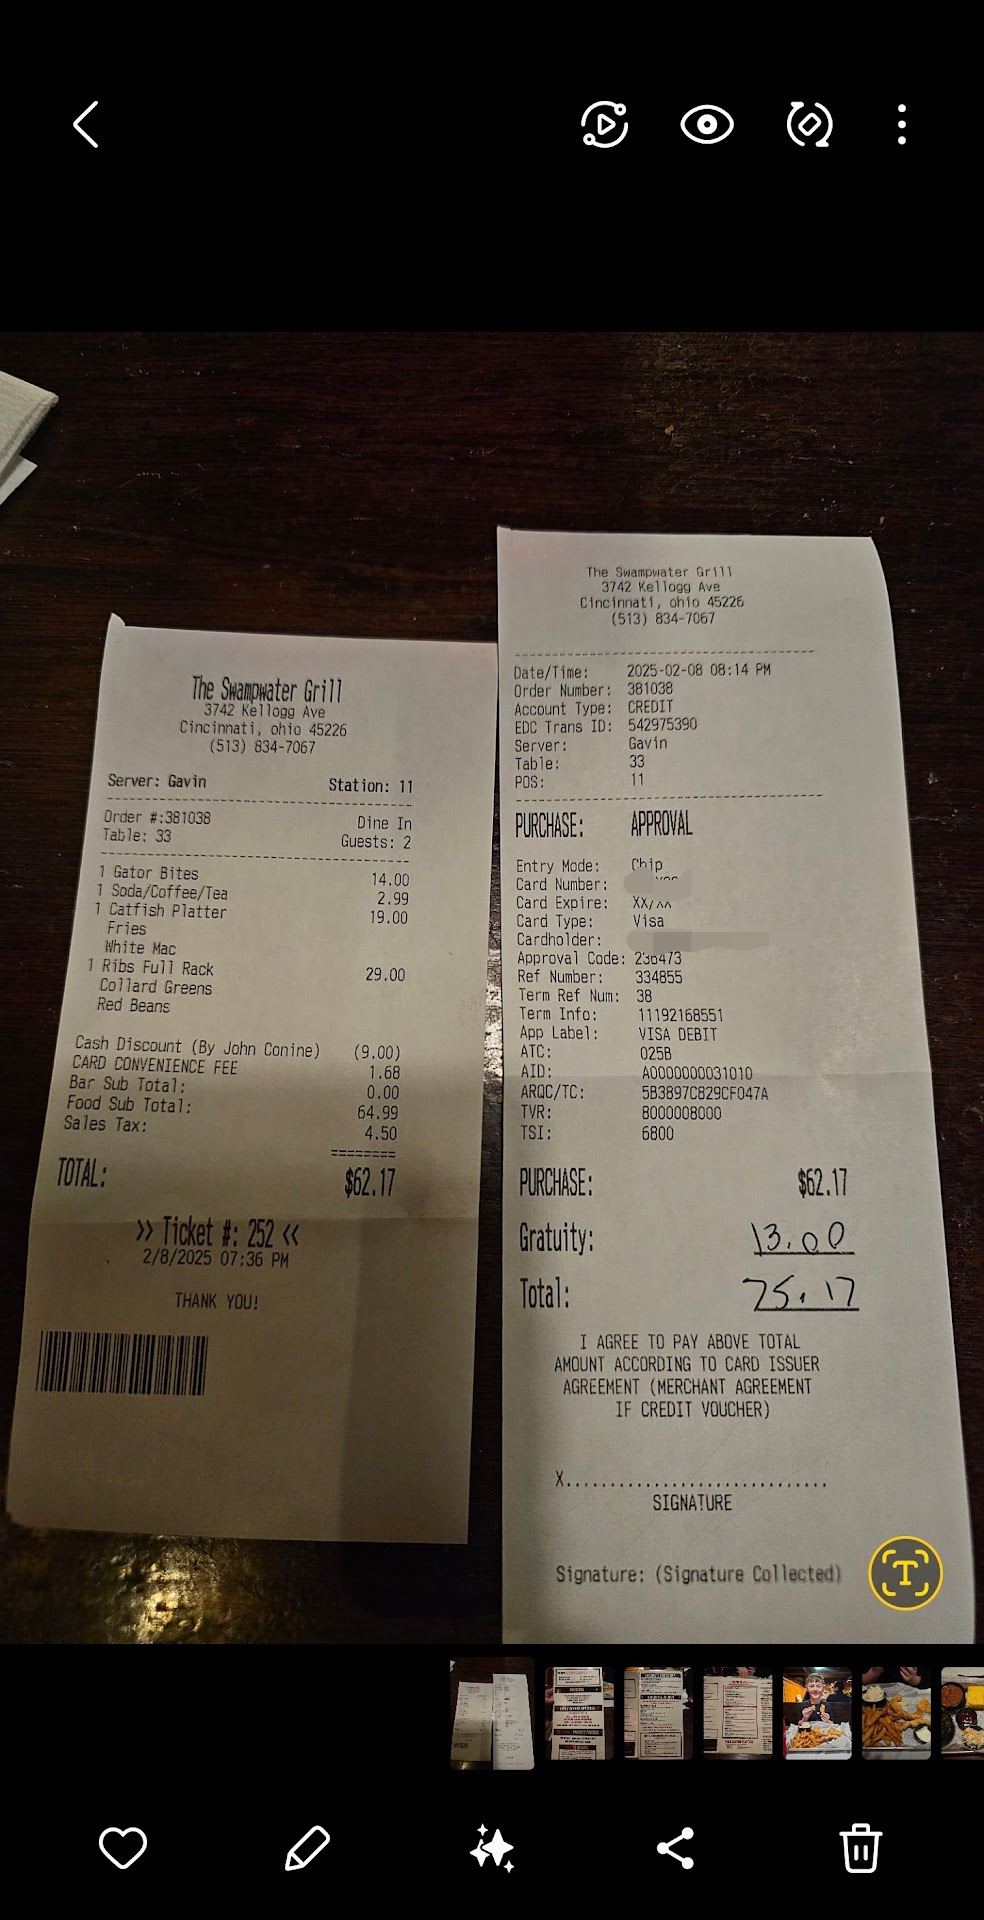 The Swampwater Grill
3742 Kellogg Ave
Cincinnati, ohio 45226
(513) 834-7067
Server: Gavin Station: 11
Order #:381038 Dine In
Table: 33 Guests: 2
1 Gator Bites 14.00
1 Soda/Coffee/Tea 2.99
1 Catfish Platter 19.00
Fries
White Mac
1 Ribs Full Rack 29.00
Collard Greens
Red Beans
Cash Discount (By John Conine) (9.00)
CARD CONVENIENCE FEE 1.68
Bar Sub Total: 0.00
Food Sub Total: 64.99
Sales Tax: 4.50
========
TOTAL: $62.17
>> Ticket #: 252 <<
2/8/2025 07:36 PM
THANK YOU!
The Swampwater Grill
3742 Kellogg Ave
Cincinnati, ohio 45226
(513) 834-7067
Date/Time: 2025-02-08 08:14 PM
Order Number: 381038
Account Type: CREDIT
EDC Trans ID: 542975390
Server: Gavin
Table: 33
POS: 11
PURCHASE: APPROVAL
Entry Mode: Chip
Card Number:
Card Expire: XX/XX
Card Type: Visa
Cardholder:
Approval Code: 236473
Ref Number: 334855
Term Ref Num: 38
Term Info: 11192168551
App Label: VISA DEBIT
ATC: 025B
AID: A0000000031010
ARQC/TC: 5B3897C829CF047A
TVR: 8000008000
TSI: 6800
PURCHASE: $62.17
Gratuity: 13.00
Total: 75.17
I AGREE TO PAY ABOVE TOTAL
AMOUNT ACCORDING TO CARD ISSUER
AGREEMENT (MERCHANT AGREEMENT
IF CREDIT VOUCHER)
X..............................
SIGNATURE
Signature: (Signature Collected)
T